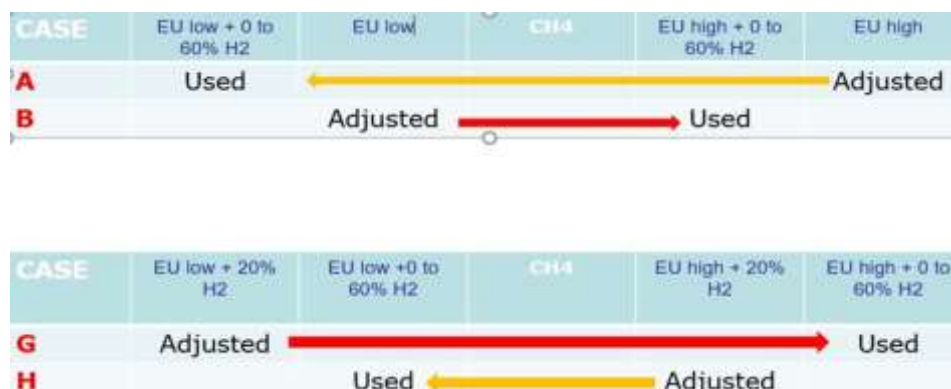 CASE EU low + 0 to 60% H2 EU low CH4 EU high + 0 to 60% H2 EU high
A Used Adjusted
B Adjusted Used
CASE EU low + 20% H2 EU low +0 to 60% H2 CH4 EU high + 20% H2 EU high + 0 to 60% H2
G Adjusted Used
H Used Adjusted